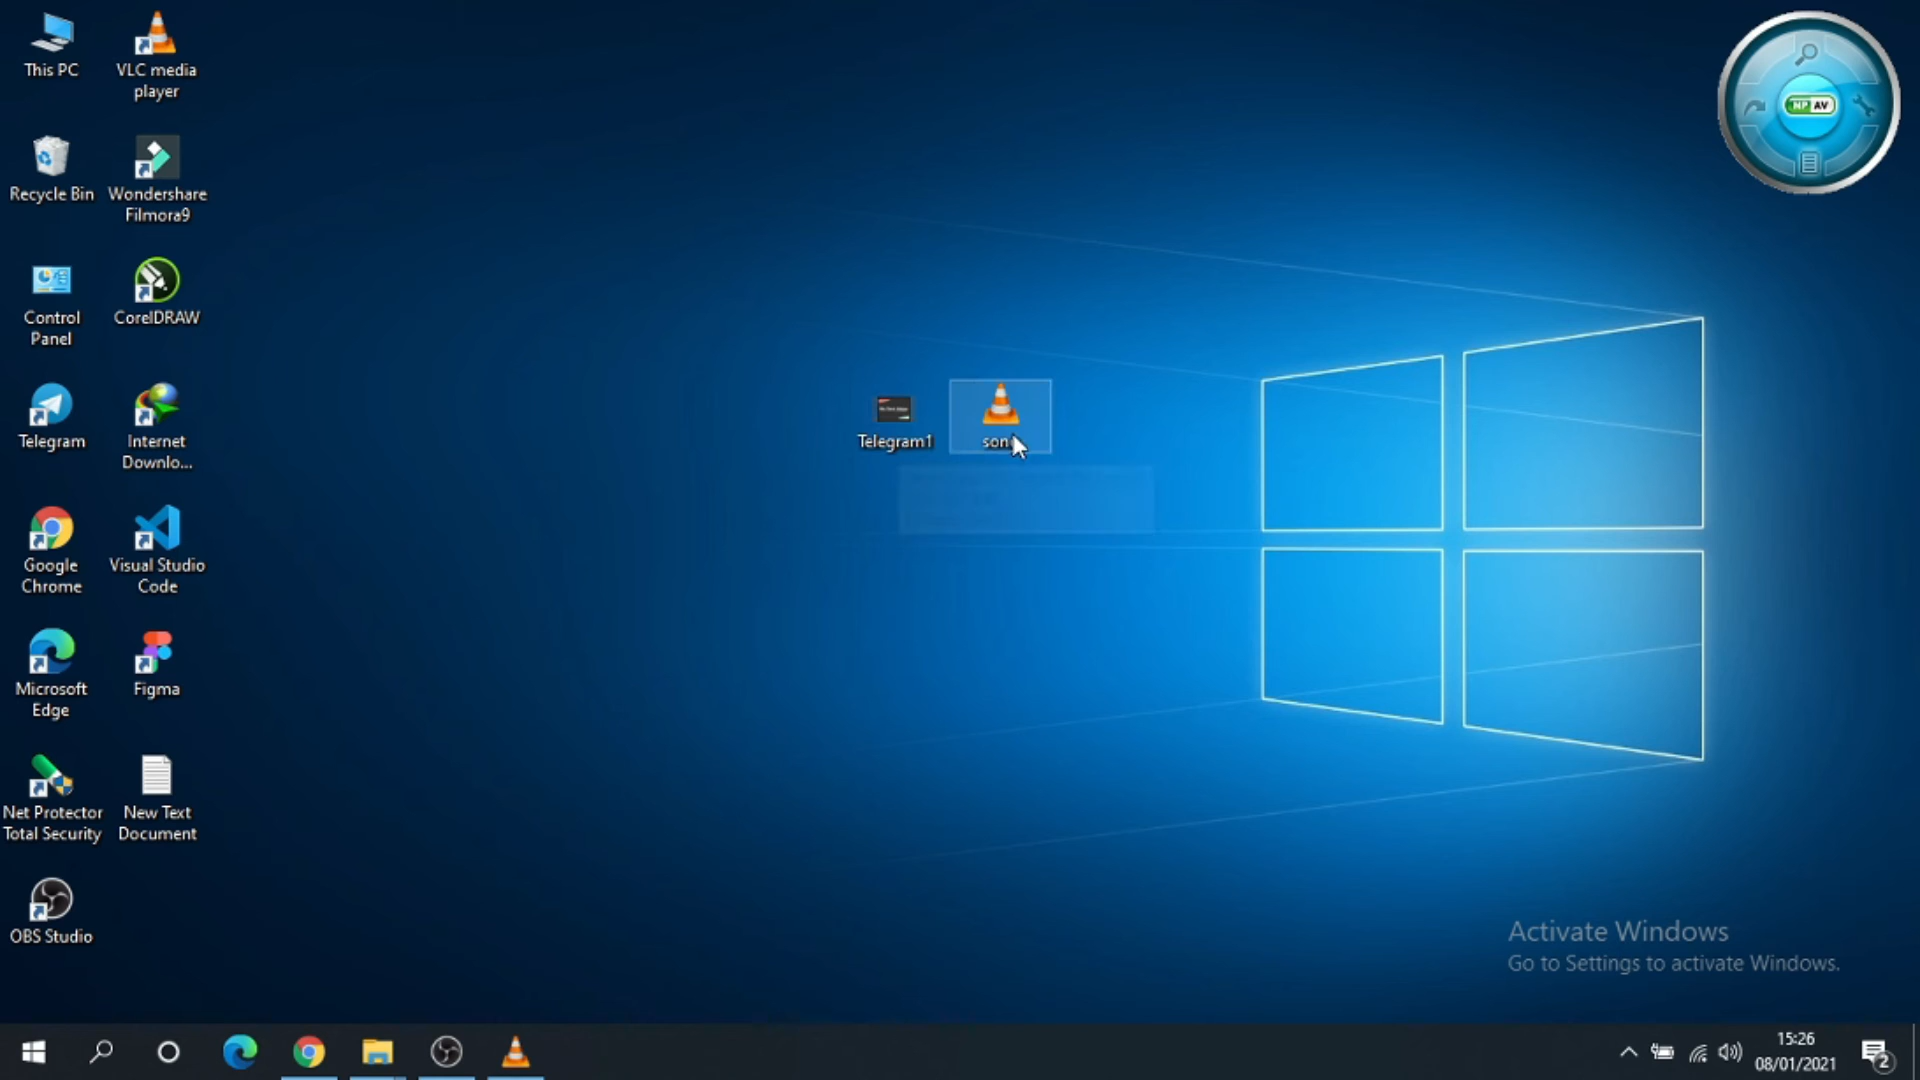 This PC
VLC media
player
Recycle Bin
Wondershare
Filmora9
Control
Panel
CorelDRAW
Telegram
Internet
Downlo...
Telegram1
Google
Chrome
Visual Studio
Code
Microsoft
Edge
Figma
Net Protector
Total Security
New Text
Document
OBS Studio
NP AV
Activate Windows
Go to Settings to activate Windows.
15:26
08/01/2021
2